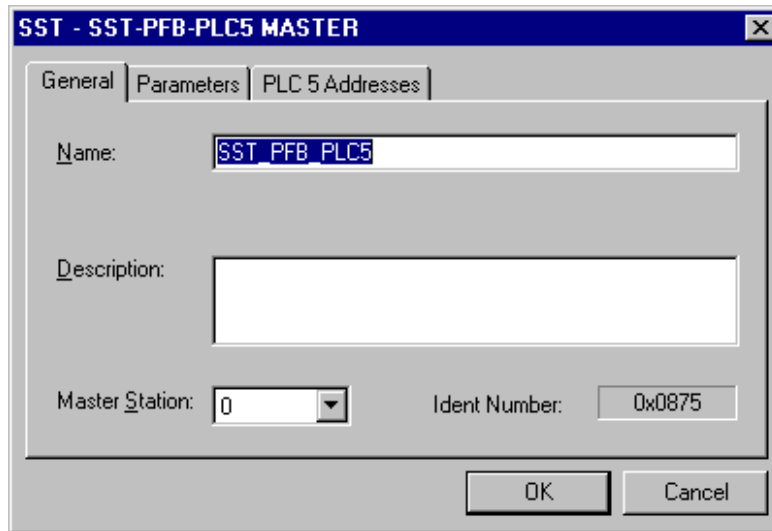 SST - SST-PFB-PLC5 MASTER
General Parameters PLC 5 Addresses
Name: SST_PFB_PLC5
Description:
Master Station: 0 Ident Number: 0x0875
OK Cancel